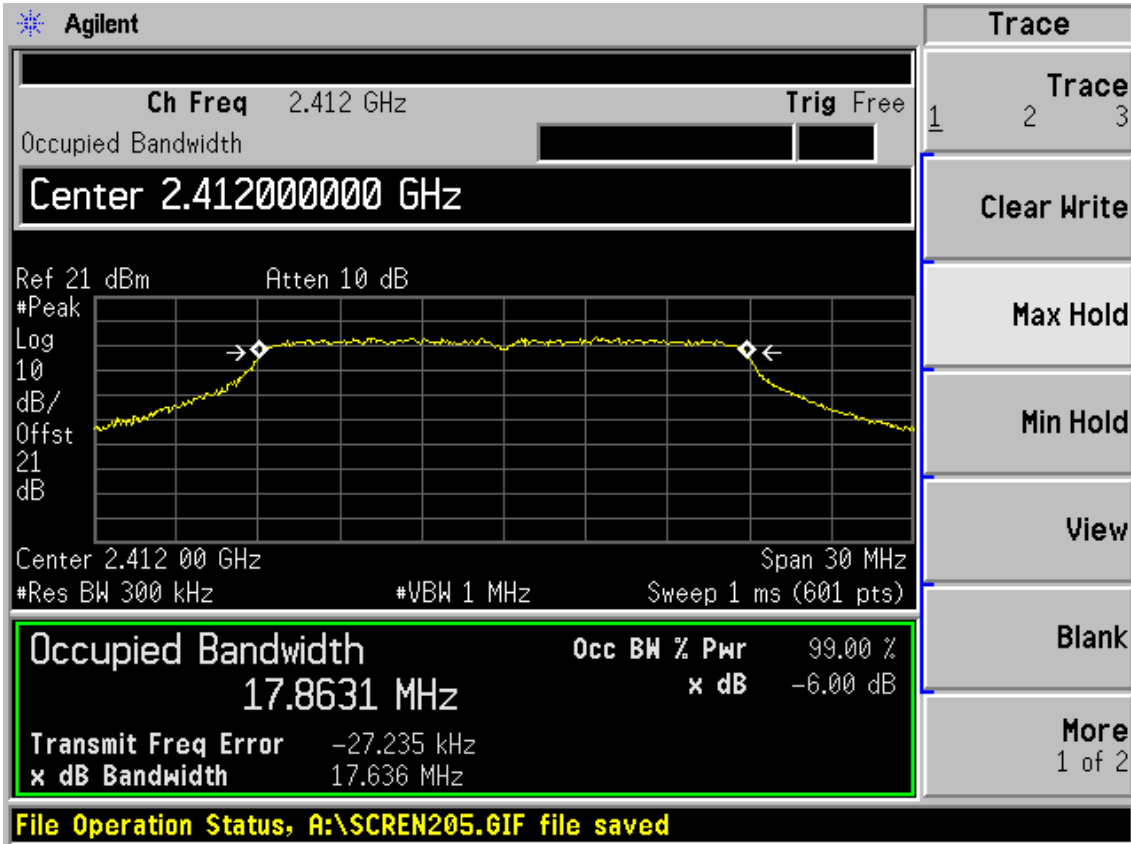 Agilent
Trace
Ch Freq 2.412 GHz Trig Free
Occupied Bandwidth
Center 2.412000000 GHz
Ref 21 dBm Atten 10 dB
#Peak
Log
10
dB/
Offst
21
dB
Center 2.412 00 GHz Span 30 MHz
#Res BW 300 kHz #VBW 1 MHz Sweep 1 ms (601 pts)
Occupied Bandwidth
17.8631 MHz
Occ BW % Pwr 99.00 %
x dB -6.00 dB
Transmit Freq Error -27.235 kHz
x dB Bandwidth 17.636 MHz
File Operation Status, A:\SCREN205.GIF file saved
Trace
1 2 3
Clear Write
Max Hold
Min Hold
View
Blank
More
1 of 2